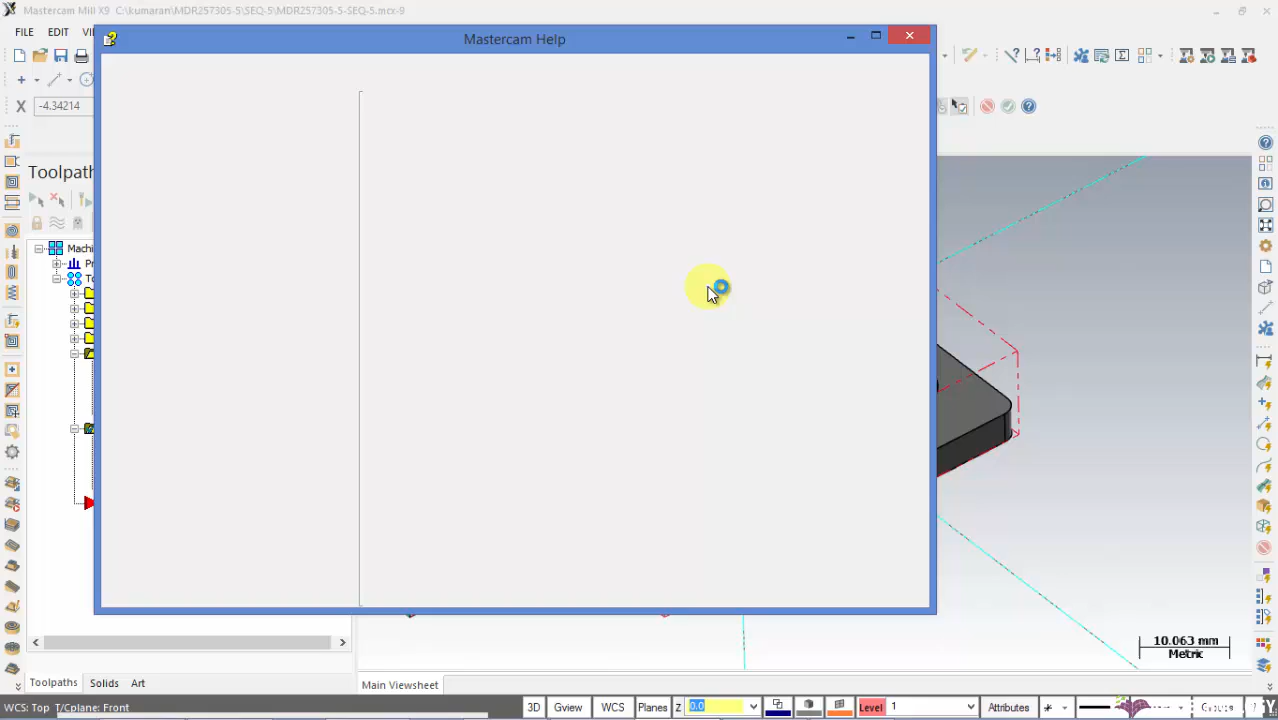 Mastercam Mill X9 C:\kumaran\MDR257305-5\SEQ-5\MDR257305-5-SEQ-5.mcx-9
FILE EDIT
Mastercam Help
X -4.34214
Toolpath
Machi
10.063 mm
Metric
Toolpaths Solids Art
Main Viewsheet
WCS: Top T/Cplane: Front
3D Gview WCS Planes Z 0.0 Level 1 Attributes